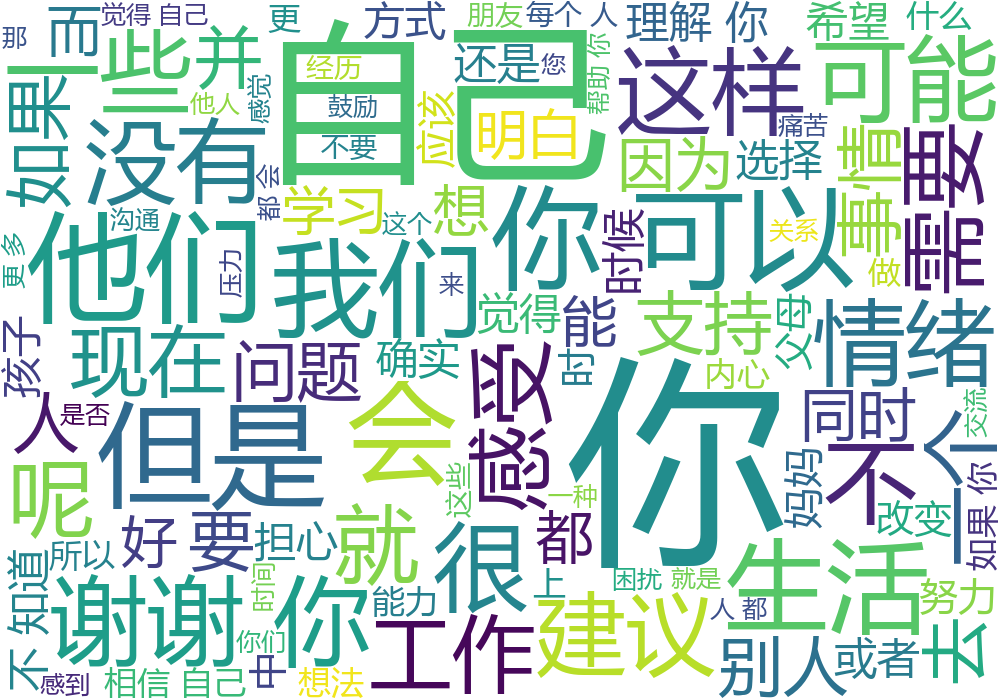 那
觉得 自己
更
方式
朋友
每个 人
理解 你
希望
什么
而
一些
并
自己
经历
鼓励
不要
还是
您
帮助 你
这样
可能
如果
他人
感觉
应该
明白
痛苦
没有
都 会
因为
选择
事情
需要
学习
想
这个
沟通
你
可以
时候
关系
做
他们
我们
更 多
压力
来
觉得
能
支持
父母
情绪
孩子
现在
问题
确实
时
内心
人
是否
但是
会
感受
你
同时
不
一个
交流
呢
这些
一种
妈妈
如果 你
好
要
担心
就
很
都
改变
生活
知道
所以
谢谢 你
时间
能力
上
困扰
就是
努力
你们
工作
建议
人 都
别人
或者
去
不
感到
相信 自己
中
想法